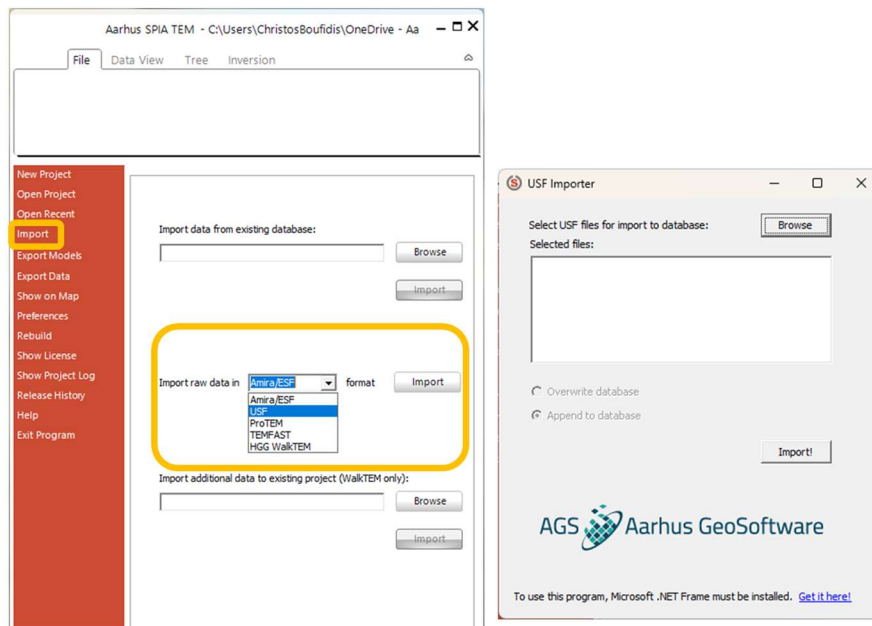 Aarhus SPIA TEM - C:\Users\ChristosBoufidis\OneDrive - Aa
File Data View Tree Inversion
New Project
Open Project
Open Recent
Import
Export Models
Export Data
Show on Map
Preferences
Rebuild
Show License
Show Project Log
Release History
Help
Exit Program
Import data from existing database:
Browse
Import
Import raw data in Amira/ESF format Import
Amira/ESF
USF
ProTEM
TEMFAST
HGG WalkTEM
Import additional data to existing project (WalkTEM only):
Browse
Import
USF Importer
Select USF files for import to database: Browse
Selected files:
Overwrite database
Append to database
Import!
AGS Aarhus GeoSoftware
To use this program, Microsoft .NET Frame must be installed. Get it here!